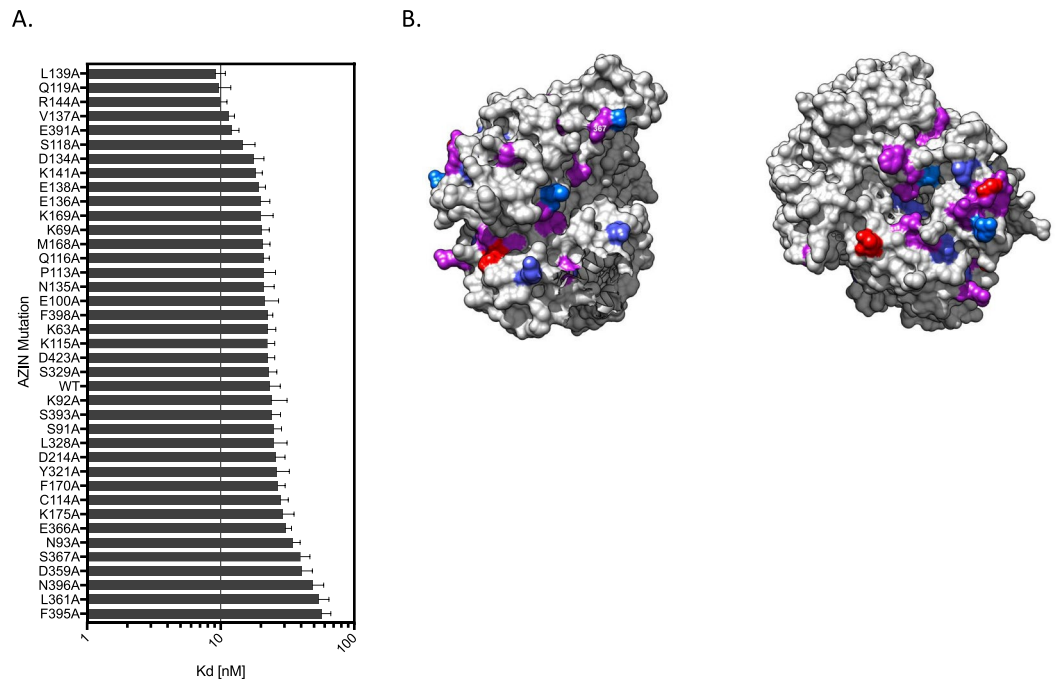 A.
B.
L139A
Q119A
R144A
V137A
E391A
S118A
D134A
K141A
E138A
E136A
K169A
K69A
M168A
Q116A
P113A
N135A
E100A
F398A
K63A
K115A
D423A
S329A
WT
K92A
S393A
S91A
L328A
D214A
Y321A
F170A
C114A
K175A
E366A
N93A
S367A
D359A
N396A
L361A
F395A
AZIN Mutation
1
10
100
Kd [nM]
367